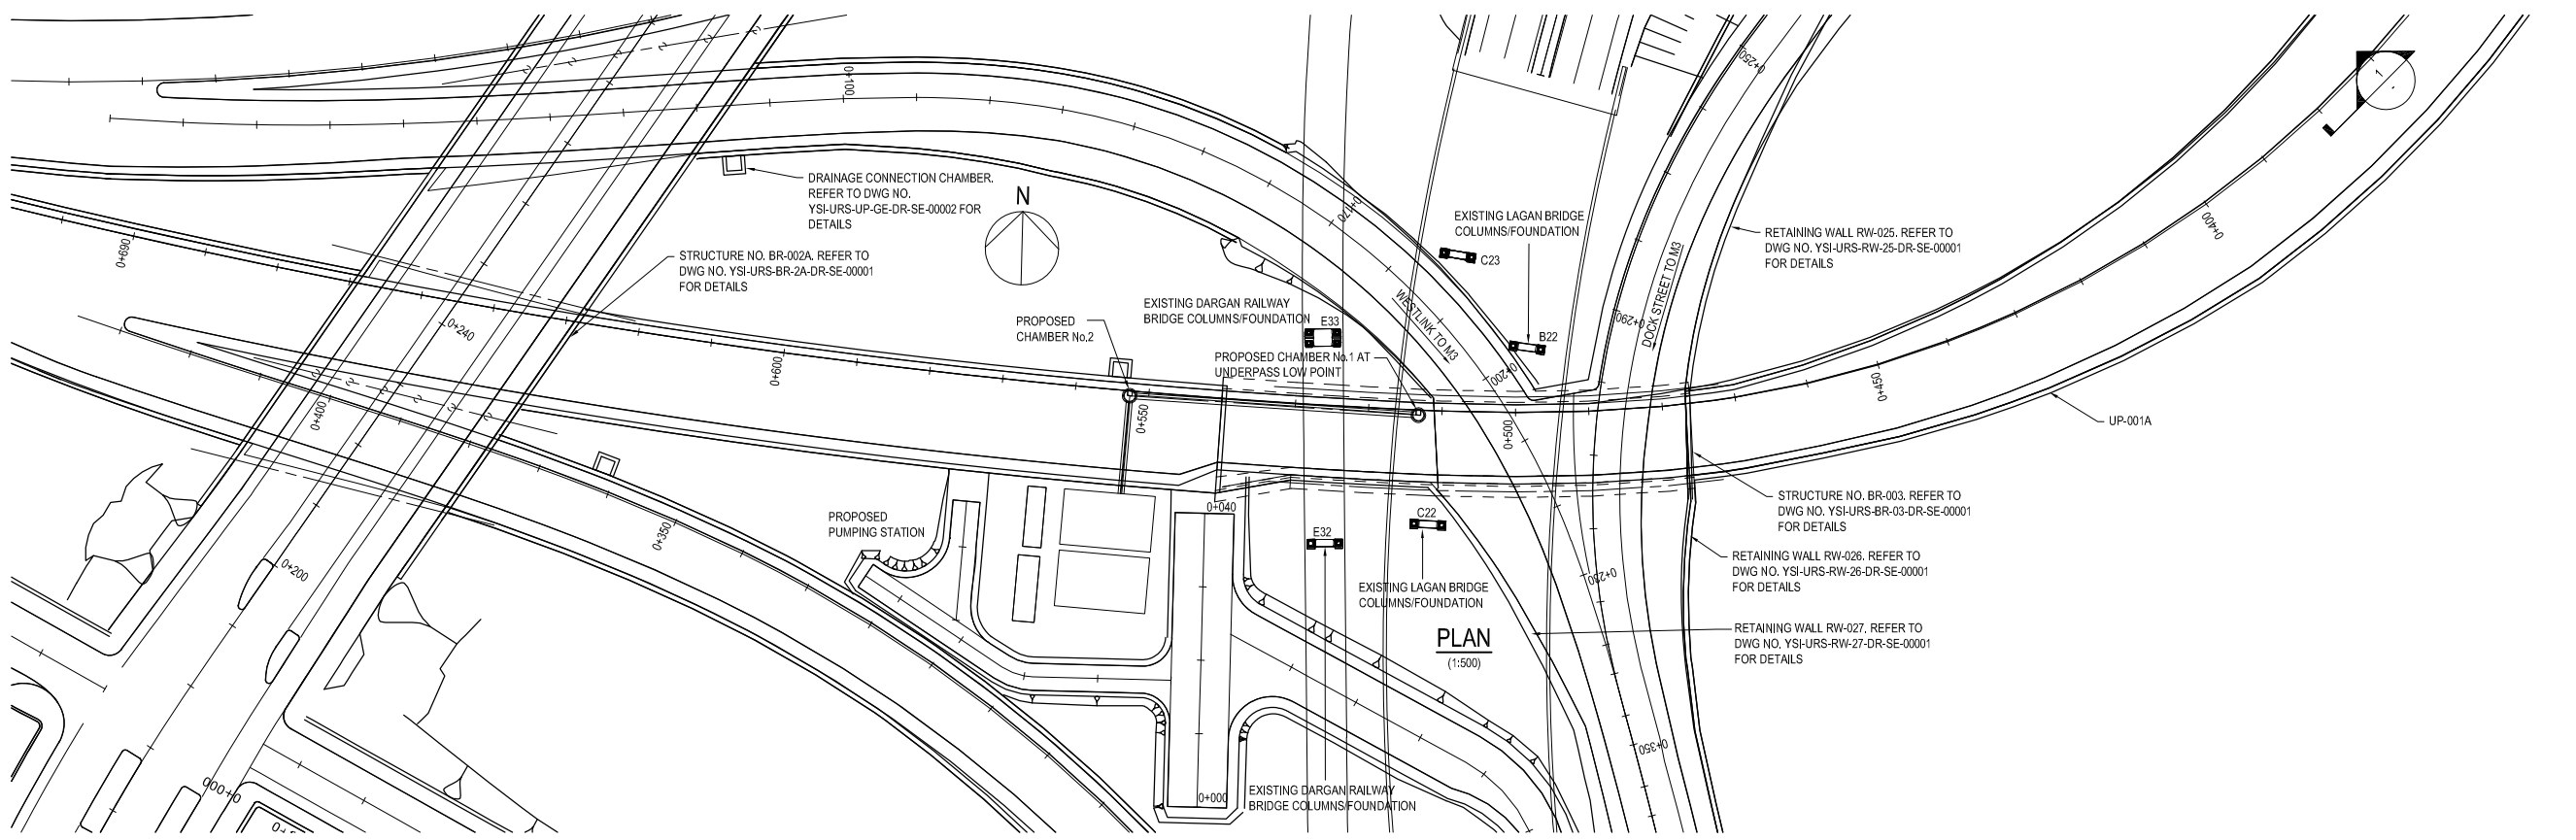 0+100
0+250
1
-
DRAINAGE CONNECTION CHAMBER.
REFER TO DWG NO.
YSI-URS-UP-GE-DR-SE-00002 FOR
DETAILS
N
0+170
EXISTING LAGAN BRIDGE
COLUMNS/FOUNDATION
C23
RETAINING WALL RW-025. REFER TO
DWG NO. YSI-URS-RW-25-DR-SE-00001
FOR DETAILS
0+400
0+690
STRUCTURE NO. BR-002A. REFER TO
DWG NO. YSI-URS-BR-2A-DR-SE-00001
FOR DETAILS
0+240
PROPOSED
CHAMBER No.2
EXISTING DARGAN RAILWAY
BRIDGE COLUMNS/FOUNDATION
E33
WESTLINK TO M3
DOCK STREET TO M3
0+290
B22
PROPOSED CHAMBER No.1 AT
UNDERPASS LOW POINT
0+200
0+600
0+450
0+400
0+550
0+500
UP-001A
0+350
PROPOSED
PUMPING STATION
0+040
E32
C22
STRUCTURE NO. BR-003. REFER TO
DWG NO. YSI-URS-BR-03-DR-SE-00001
FOR DETAILS
0+200
0+230
EXISTING LAGAN BRIDGE
COLUMNS/FOUNDATION
RETAINING WALL RW-026. REFER TO
DWG NO. YSI-URS-RW-26-DR-SE-00001
FOR DETAILS
PLAN
(1:500)
RETAINING WALL RW-027, REFER TO
DWG NO, YSI-URS-RW-27-DR-SE-00001
FOR DETAILS
0+350
0+000
0+000
EXISTING DARGAN RAILWAY
BRIDGE COLUMNS/FOUNDATION